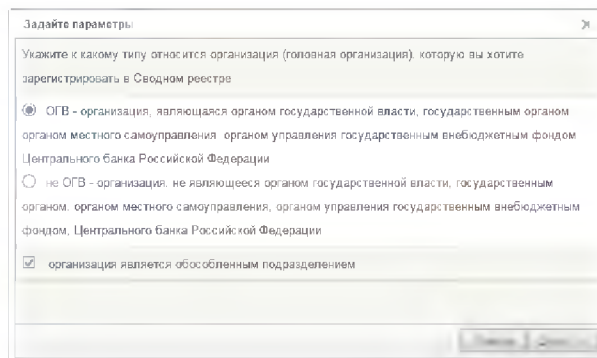 Задайте параметры
Укажите к какому типу относится организация (головная организация), которую вы хотите
зарегистрировать в Сводном реестре
ОГВ - организация, являющаяся органом государственной власти, государственным органом
органом местного самоуправления органом управления государственным внебюджетным фондом
Центрального банка Российской Федерации
не ОГВ - организация, не являющееся органом государственной власти, государственным
органом, органом местного самоуправления, органом управления государственным внебюджетным
фондом, Центрального банка Российской Федерации
организация является обособленным подразделением